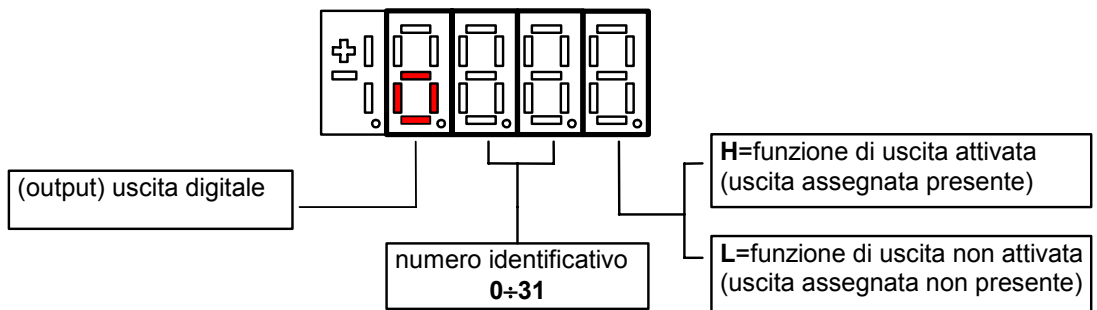 (output) uscita digitale
numero identificativo
0÷31
H=funzione di uscita attivata
(uscita assegnata presente)
L=funzione di uscita non attivata
(uscita assegnata non presente)